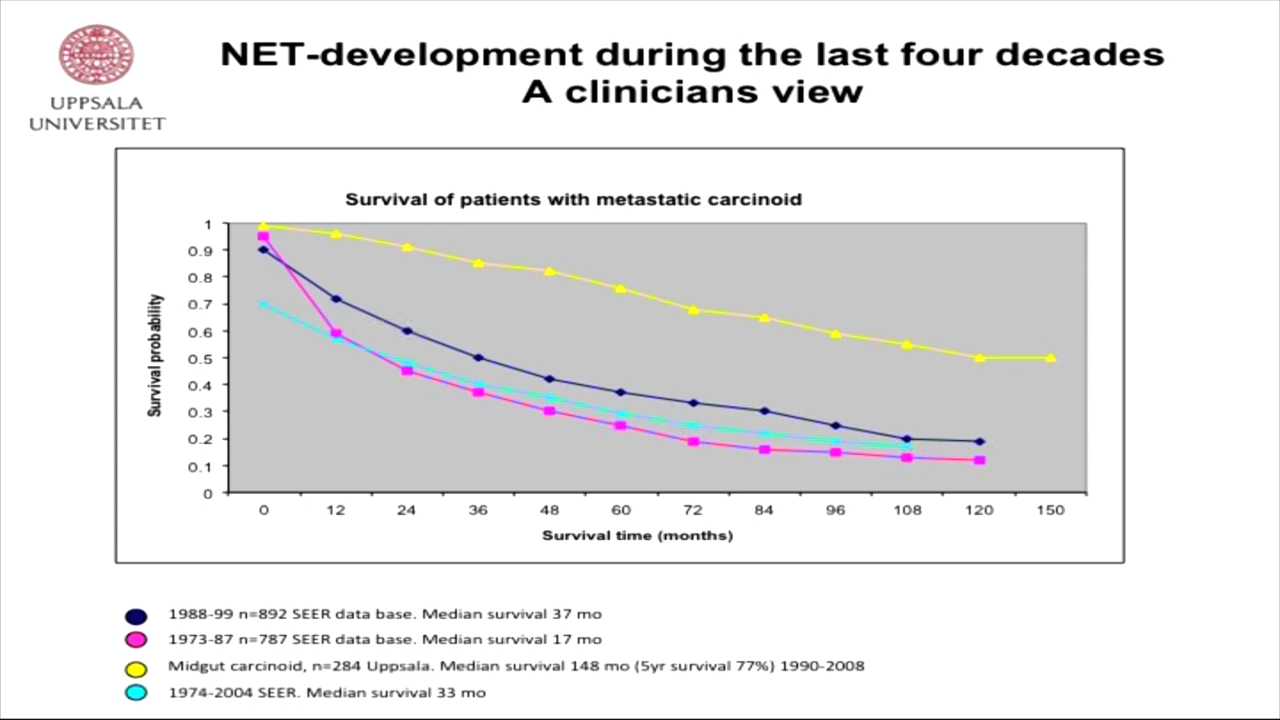 UPPSALA
UNIVERSITET
NET-development during the last four decades
A clinicians view
Survival of patients with metastatic carcinoid
Survival probability
1
0.9
0.8
0.7
0.6
0.5
0.4
0.3
0.2
0.1
0
0 12 24 36 48 60 72 84 96 108 120 150
Survival time (months)
1988-99 n=892 SEER data base. Median survival 37 mo
1973-87 n=787 SEER data base. Median survival 17 mo
Midgut carcinoid, n=284 Uppsala. Median survival 148 mo (5yr survival 77%) 1990-2008
1974-2004 SEER. Median survival 33 mo